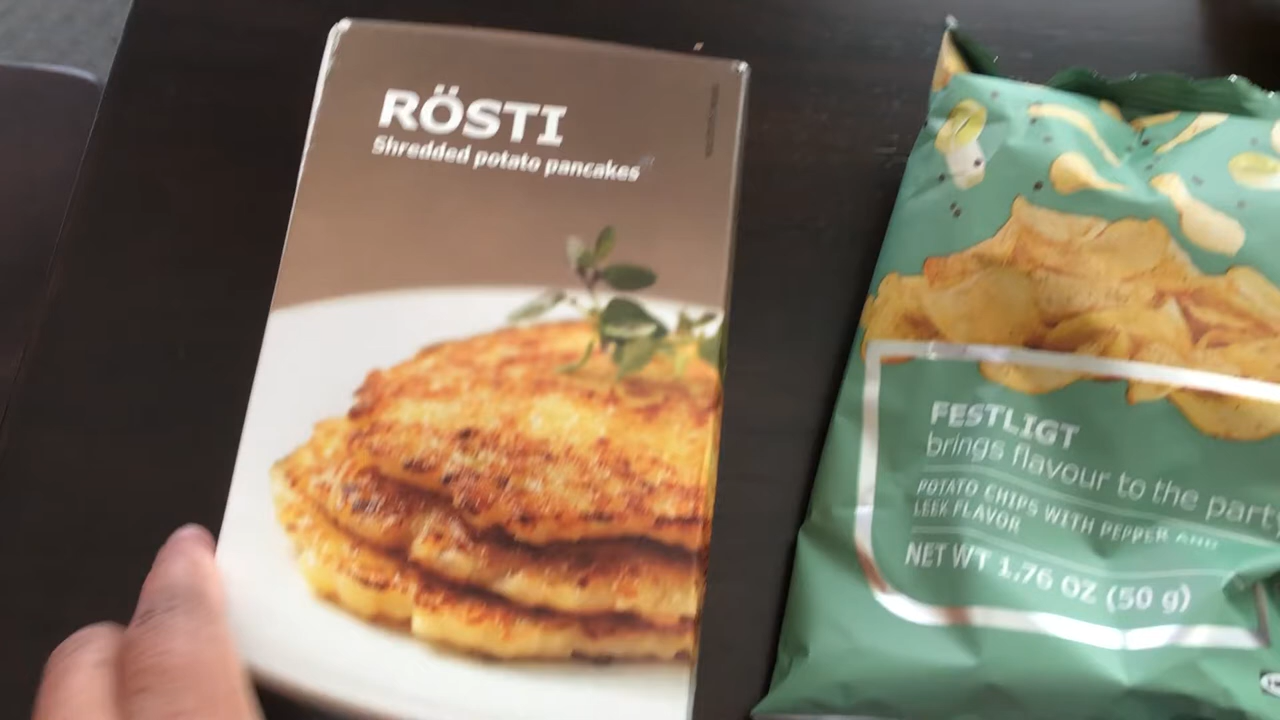 RÖSTI
Shredded potato pancakes
FESTLIGT
brings flavour to the party
POTATO CHIPS WITH PEPPER AND
LEEK FLAVOR
NET WT 1.76 OZ (50 g)